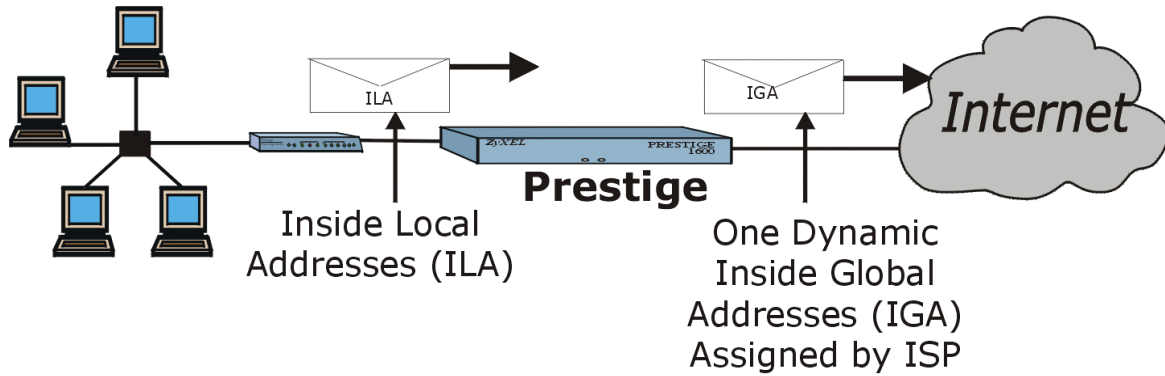 ILA
IGA
Internet
ZyXEL
PRESTIGE
1600
Prestige
Inside Local
Addresses (ILA)
One Dynamic
Inside Global
Addresses (IGA)
Assigned by ISP